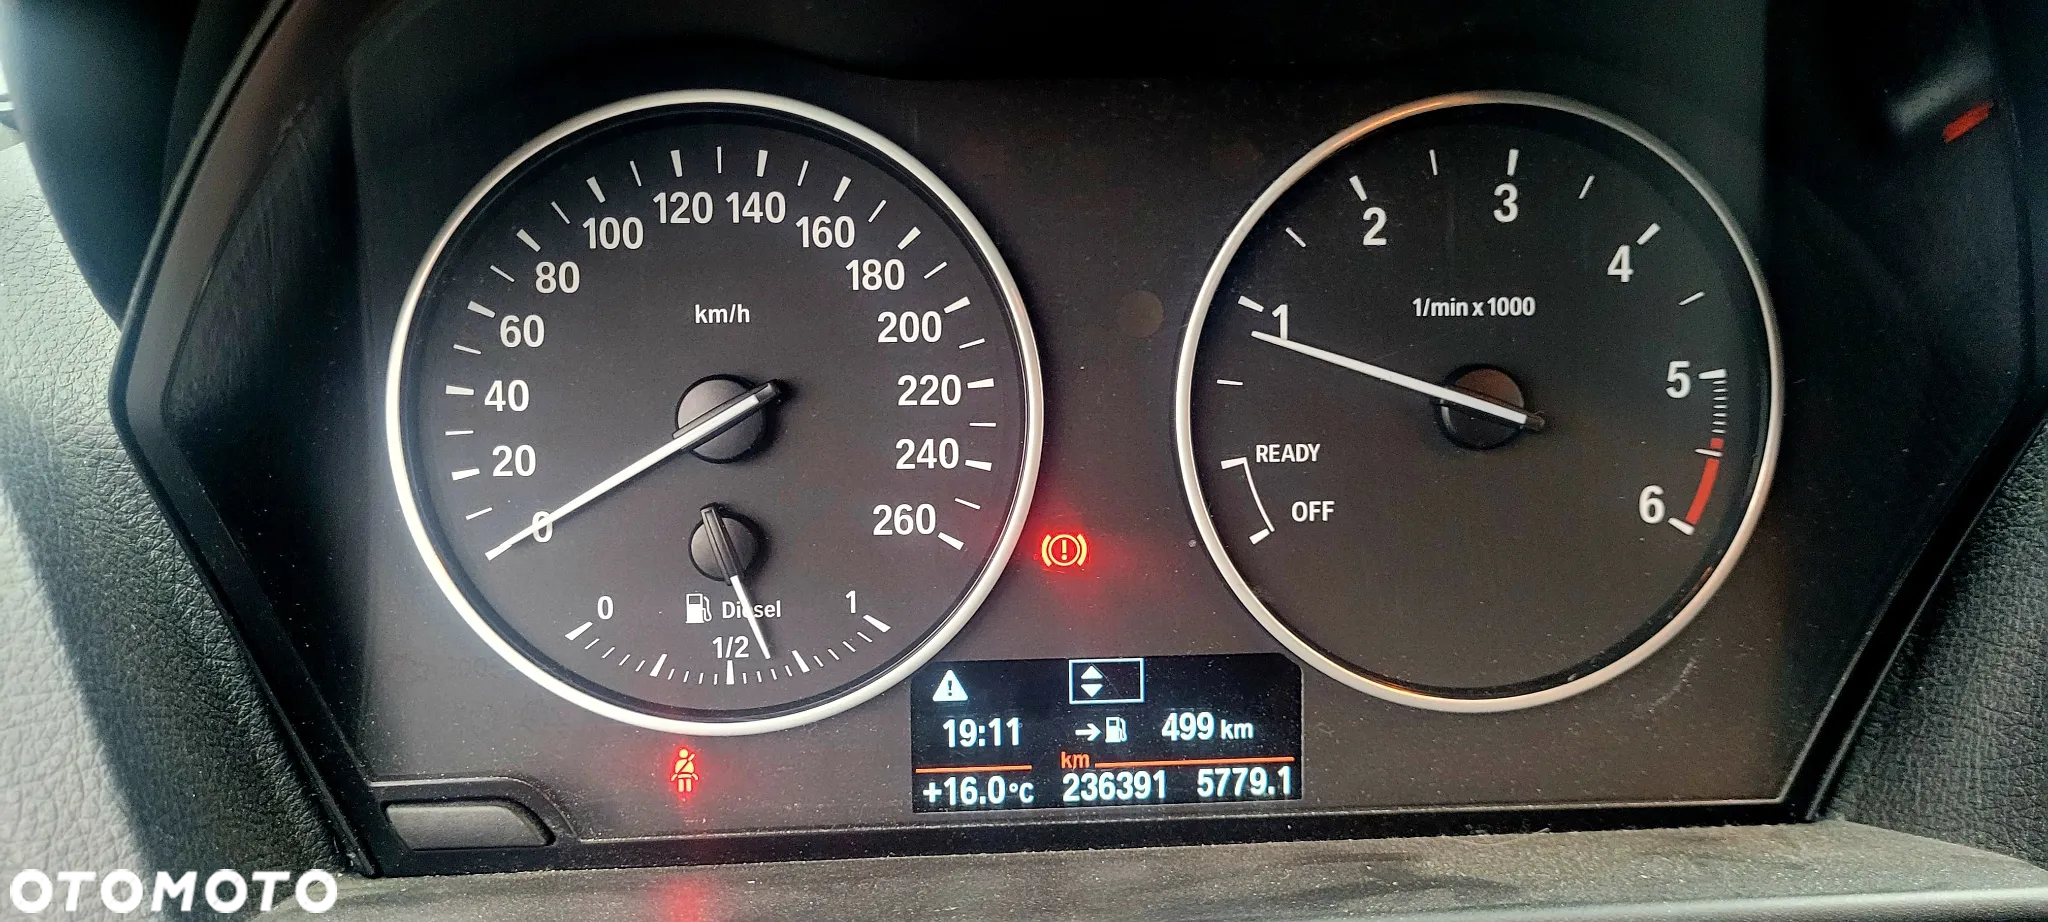 0 20 40 60 80 100 120 140 160 180 200 220 240 260
km/h
0 1/2 1
Diesel
1 2 3 4 5 6
1/min x 1000
READY
OFF
19:11 499 km
km
+16.0°C 236391 5779.1
OTOMOTO